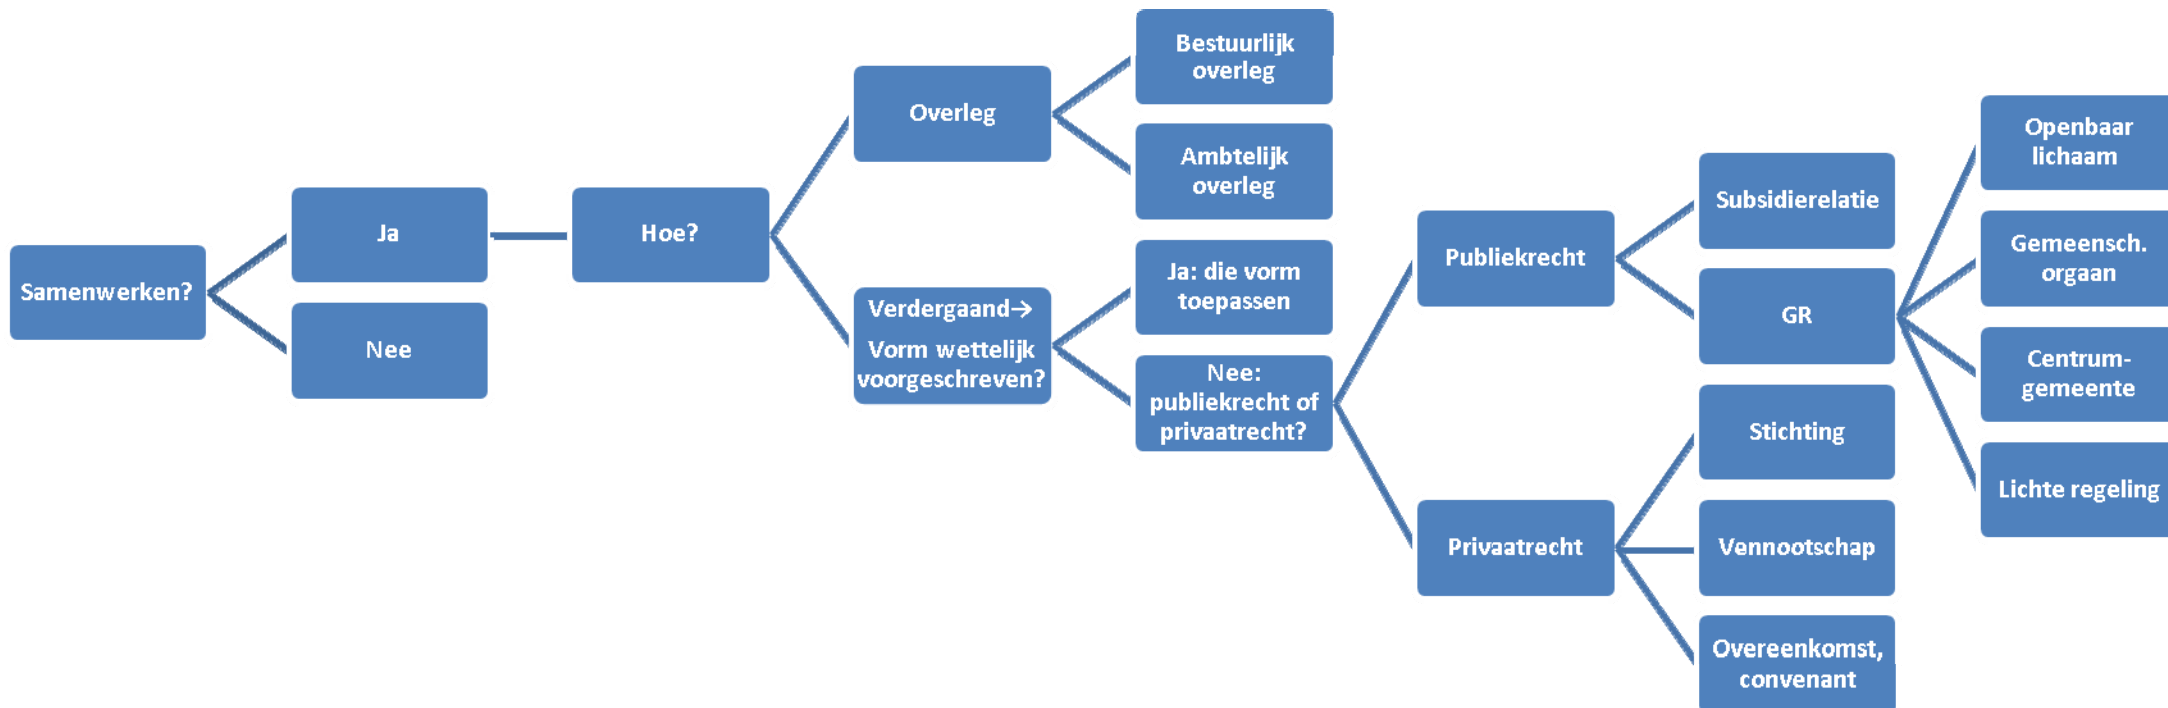 Samenwerken?
Ja
Nee
Hoe?
Overleg
Verdergaand→
Vorm wettelijk
voorgeschreven?
Bestuurlijk
overleg
Ambtelijk
overleg
Ja: die vorm
toepassen
Nee:
publiekrecht of
privaatrecht?
Publiekrecht
Privaatrecht
Subsidierelatie
GR
Stichting
Vennootschap
Overeenkomst,
convenant
Openbaar
lichaam
Gemeensch.
orgaan
Centrum-
gemeente
Lichte regeling